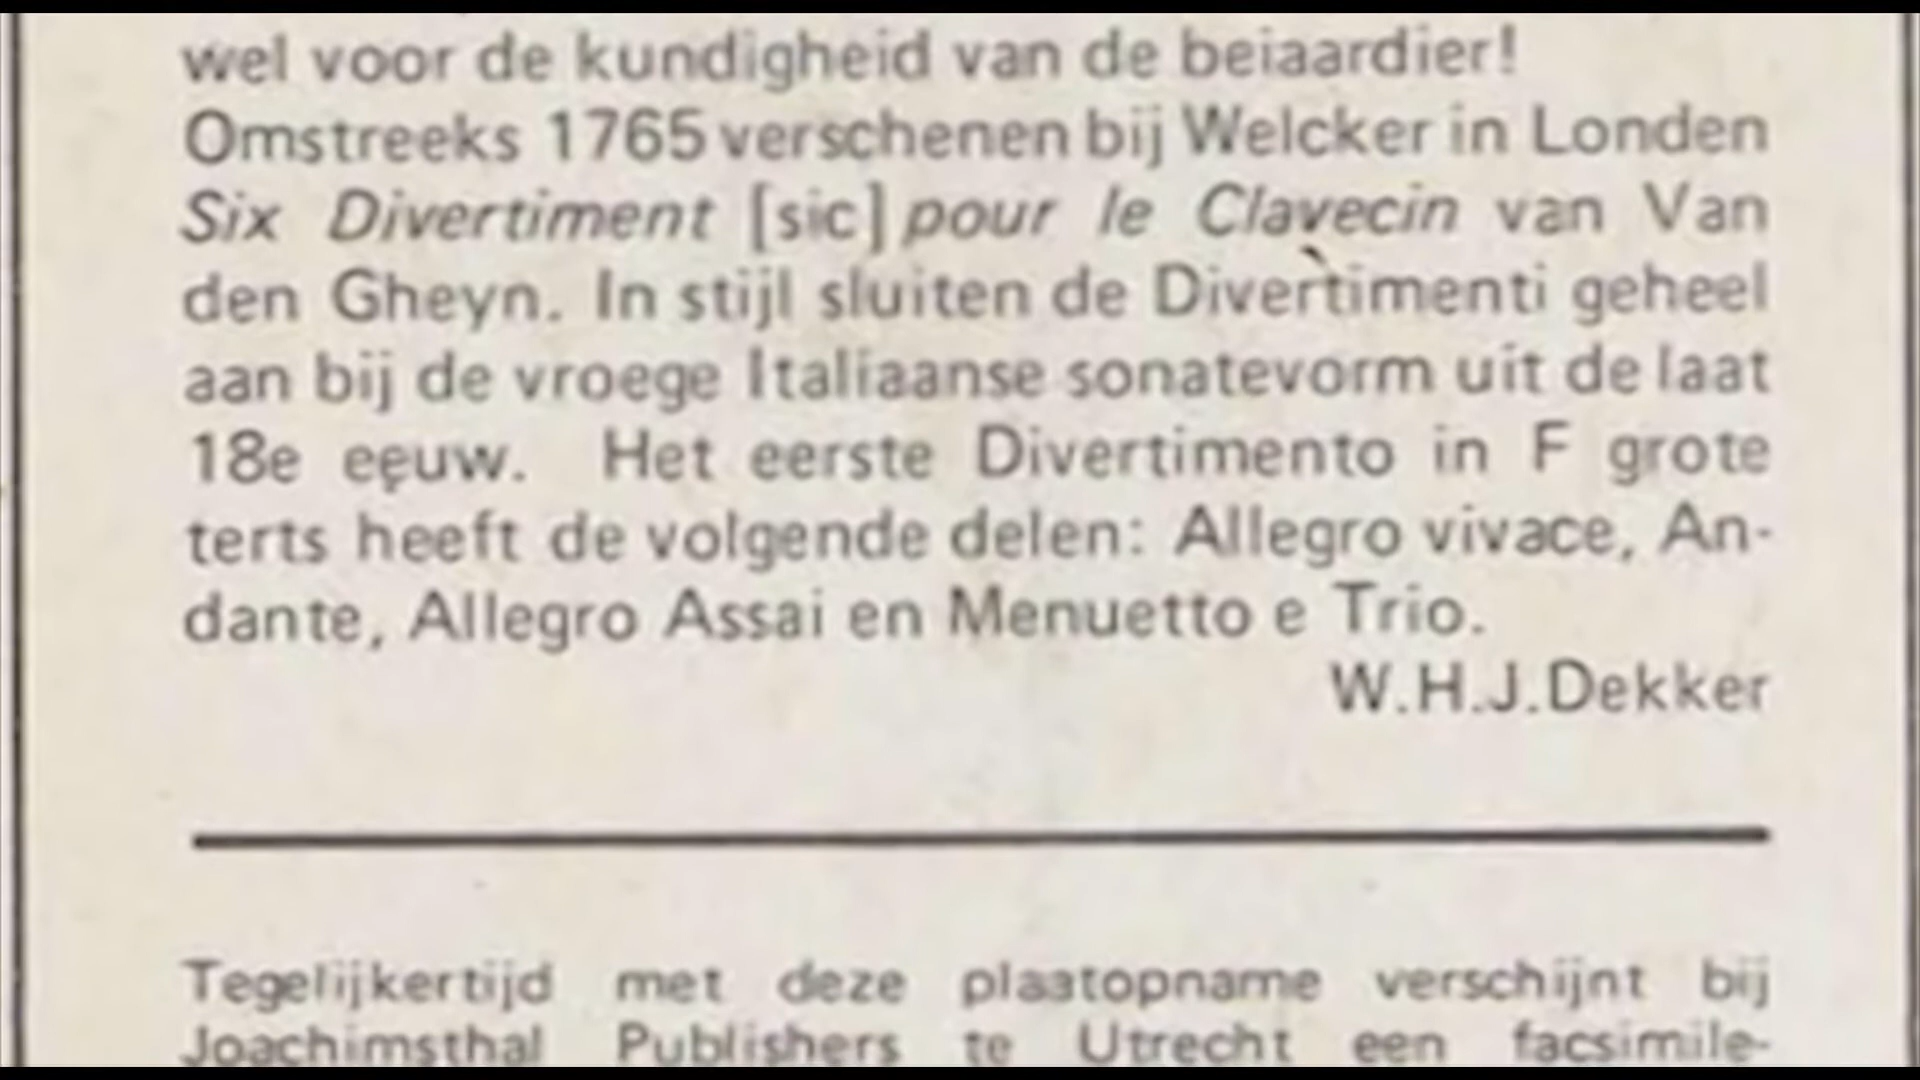 wel voor de kundigheid van de beiaardier!
Omstreeks 1765 verschenen bij Welcker in Londen
Six Divertiment [sic] pour le Clavecin van Van
den Gheyn. In stijl sluiten de Divertimenti geheel
aan bij de vroege Italiaanse sonatevorm uit de laat
18e eeuw. Het eerste Divertimento in F grote
terts heeft de volgende delen: Allegro vivace, An-
dante, Allegro Assai en Menuetto e Trio.
W.H.J.Dekker
Tegelijkertijd met deze plaatopname verschijnt bij
Joachimsthal Publishers te Utrecht een facsimile-